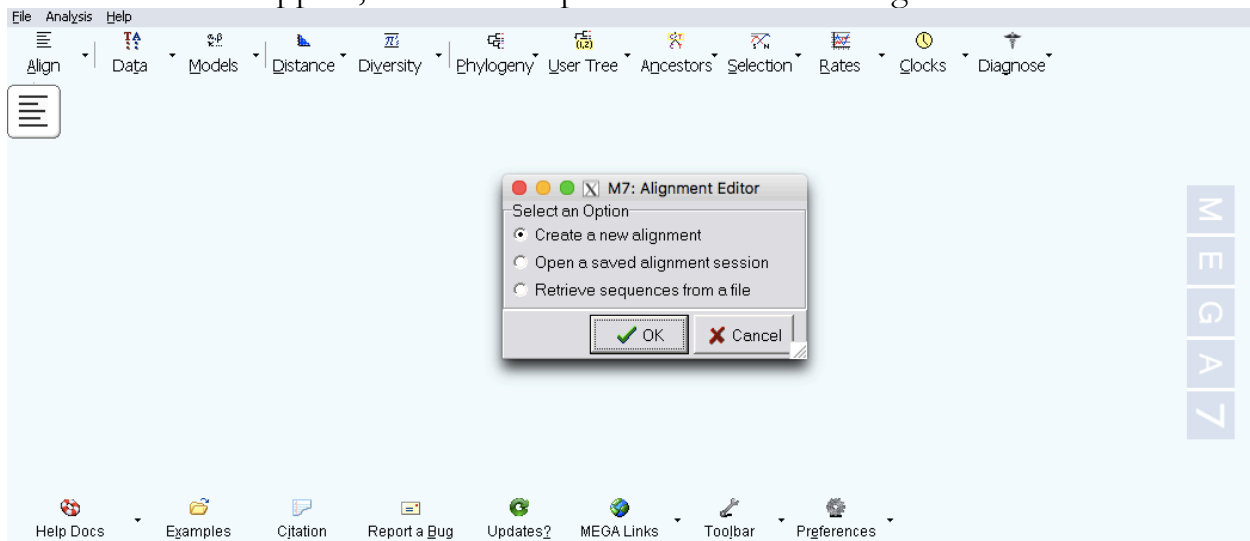 File Analysis Help
Align Data Models Distance Diversity Phylogeny User Tree Ancestors Selection Rates Clocks Diagnose
M7: Alignment Editor
Select an Option
Create a new alignment
Open a saved alignment session
Retrieve sequences from a file
OK Cancel
MEGA7
Help Docs Examples Citation Report a Bug Updates? MEGA Links Toolbar Preferences